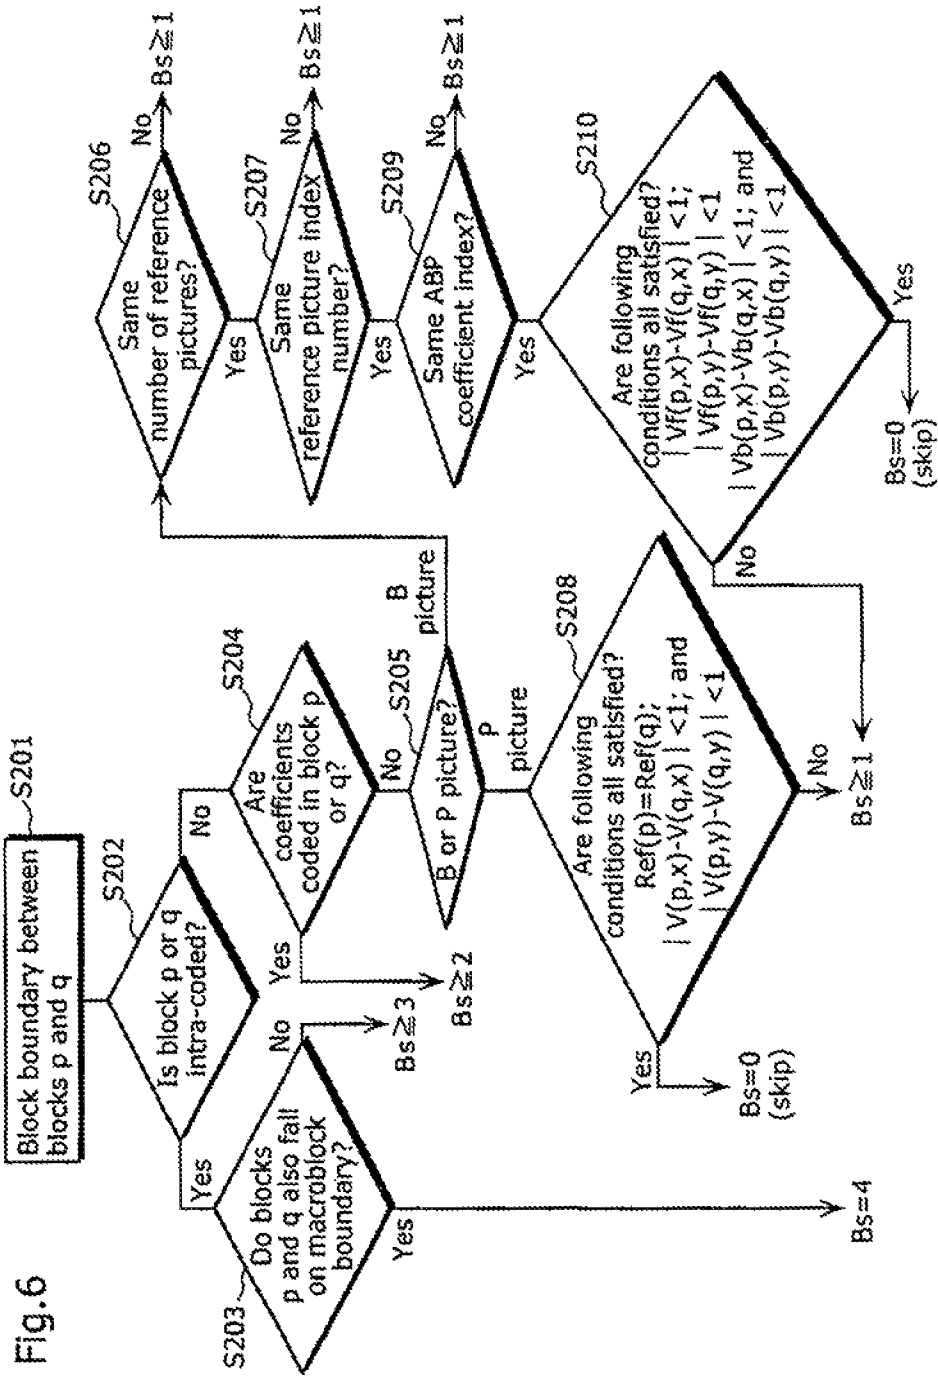 Fig.6
Block boundary between
blocks p and q
S201
Is block p or q
intra-coded?
S202
Yes
No
Do blocks
p and q also fall
on macroblock
boundary?
S203
No
Bs≧3
Yes
Bs=4
Are
coefficients
coded in block p
or q?
S204
Yes
Bs≧2
No
B or P picture?
S205
B
picture
P
picture
Are following
conditions all satisfied?
Ref(p)=Ref(q);
| V(p,x)-V(q,x) | <1; and
| V(p,y)-V(q,y) | <1
S208
Yes
Bs=0
(skip)
No
Bs≧1
Same
number of reference
pictures?
S206
No
Bs≧1
Yes
Same
reference picture index
number?
S207
No
Bs≧1
Yes
Same ABP
coefficient index?
S209
No
Bs≧1
Yes
Are following
conditions all satisfied?
| Vf(p,x)-Vf(q,x) | <1;
| Vf(p,y)-Vf(q,y) | <1
| Vb(p,x)-Vb(q,x) | <1; and
| Vb(p,y)-Vb(q,y) | <1
S210
No
Yes
Bs=0
(skip)